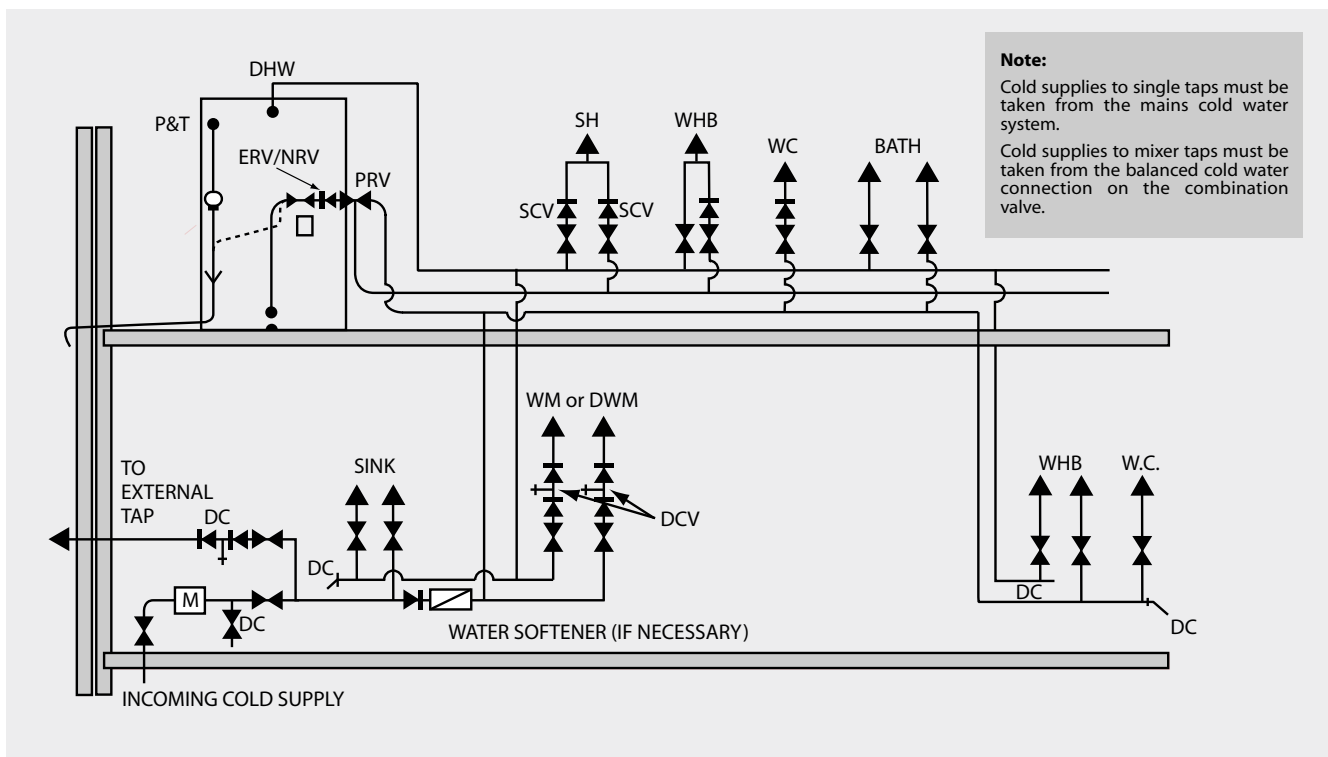 DHW
P&T
ERV/NRV
PRV
SH
WHB
WC
BATH
SCV
SCV
Note:
Cold supplies to single taps must be
taken from the mains cold water
system.
Cold supplies to mixer taps must be
taken from the balanced cold water
connection on the combination
valve.
WM or DWM
SINK
TO
EXTERNAL
TAP
DC
DCV
WHB
W.C.
DC
DC
M
DC
DC
WATER SOFTENER (IF NECESSARY)
INCOMING COLD SUPPLY